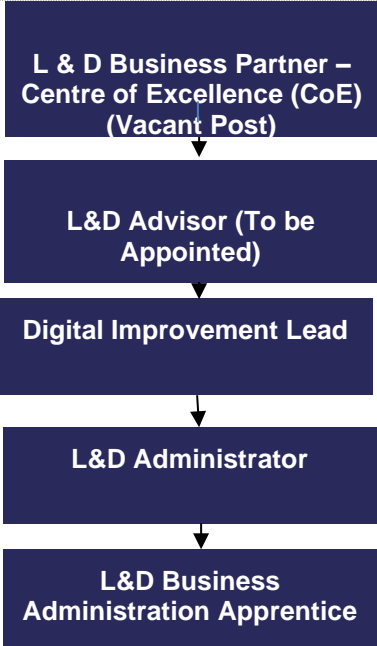 L & D Business Partner –
Centre of Excellence (CoE)
(Vacant Post)
L&D Advisor (To be
Appointed)
Digital Improvement Lead
L&D Administrator
L&D Business
Administration Apprentice